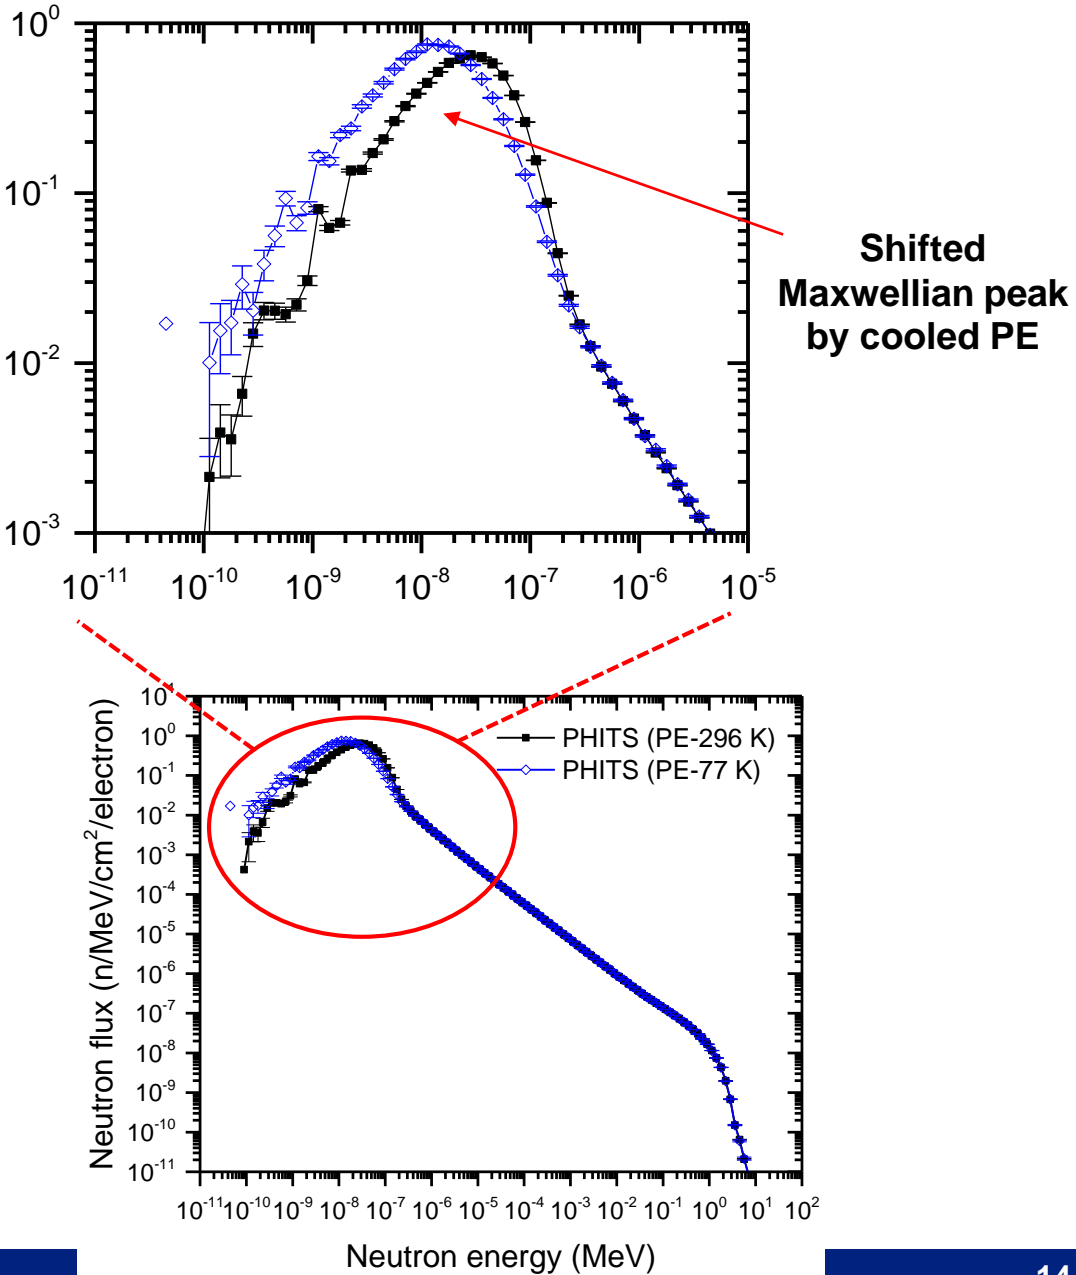 10^0
10^-1
10^-2
10^-3
10^-11 10^-10 10^-9 10^-8 10^-7 10^-6 10^-5
Shifted
Maxwellian peak
by cooled PE
10^0
10^-1
10^-2
10^-3
10^-4
10^-5
10^-6
10^-7
10^-8
10^-9
10^-10
10^-11
Neutron flux (n/MeV/cm^2/electron)
PHITS (PE-296 K)
PHITS (PE-77 K)
10^-11 10^-10 10^-9 10^-8 10^-7 10^-6 10^-5 10^-4 10^-3 10^-2 10^-1 10^0 10^1 10^2
Neutron energy (MeV)
14